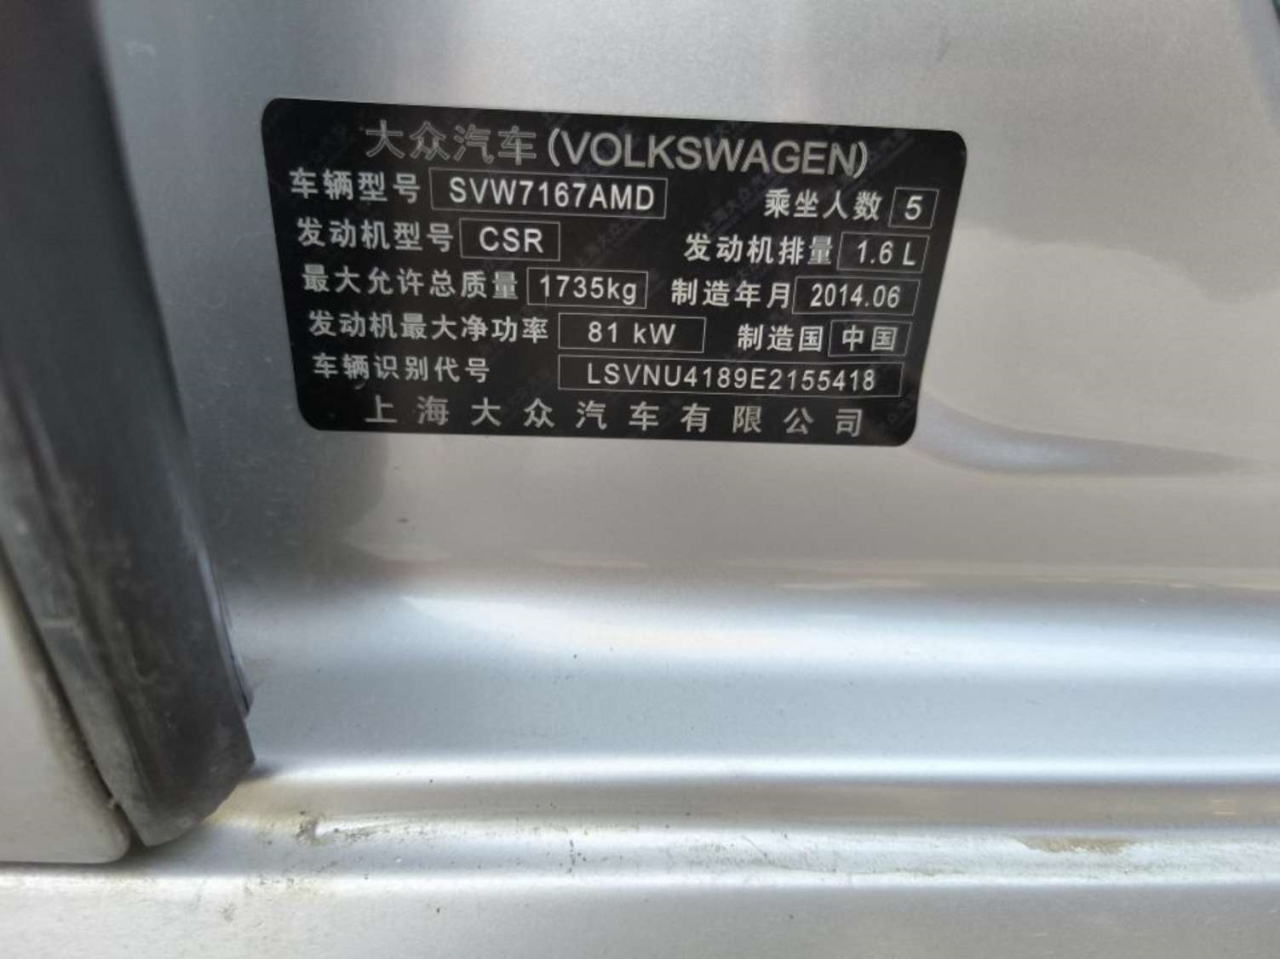 大众汽车(VOLKSWAGEN)
车辆型号 SVW7167AMD 乘坐人数 5
发动机型号 CSR 发动机排量 1.6 L
最大允许总质量 1735kg 制造年月 2014.06
发动机最大净功率 81 kW 制造国 中国
车辆识别代号 LSVNU4189E2155418
上海大众汽车有限公司